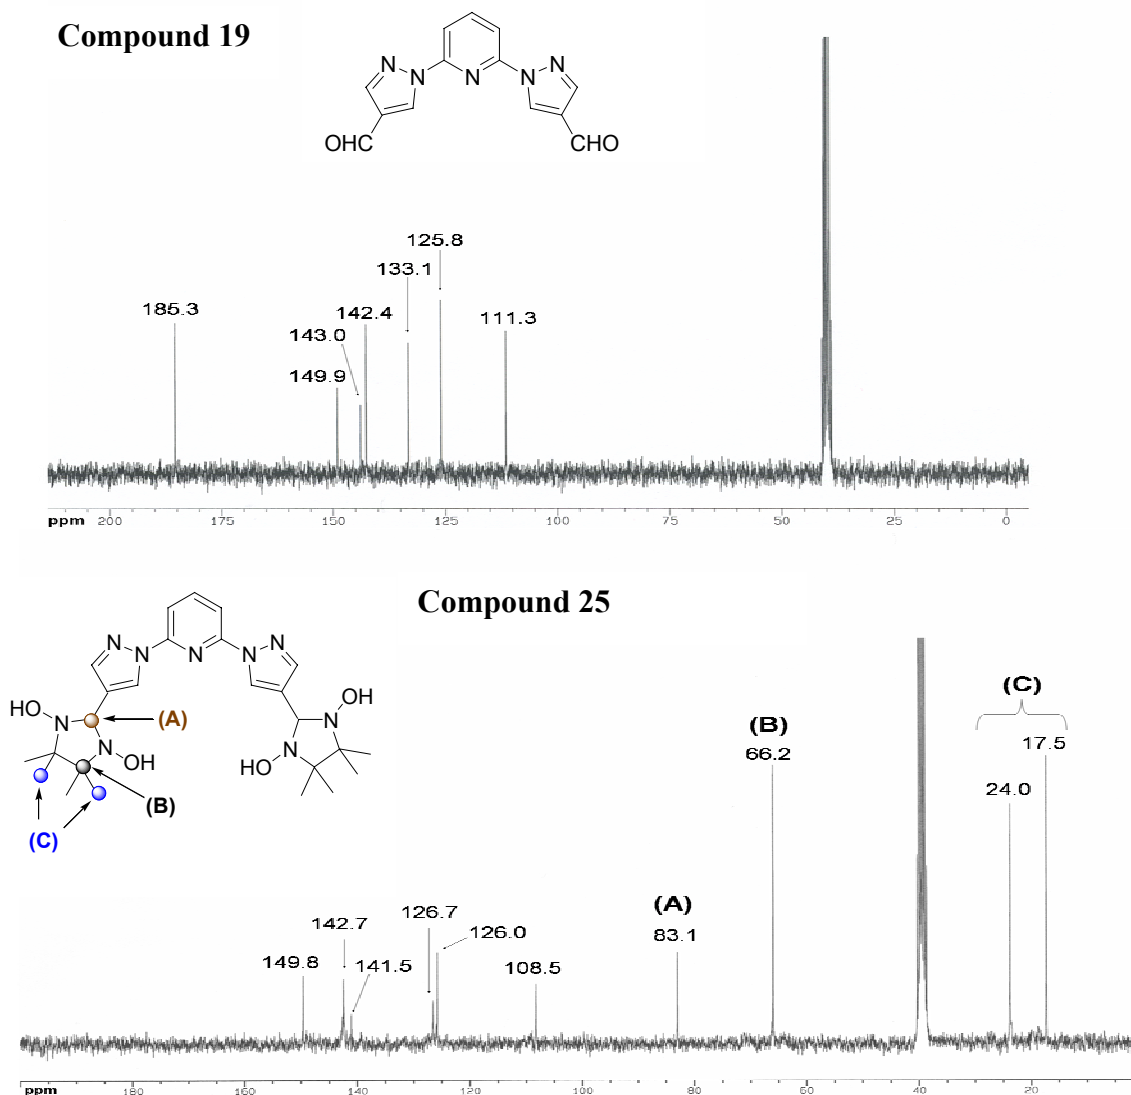 Compound 19
N
N
N
N
N
OHC
CHO
185.3
149.9
143.0
142.4
133.1
125.8
111.3
ppm 200 175 150 125 100 75 50 25 0
Compound 25
N
N
N
N
N
HO
N
N
OH
(A)
(B)
(C)
OH
N
N
HO
149.8
142.7
141.5
126.7
126.0
108.5
(A)
83.1
(B)
66.2
(C)
24.0
17.5
ppm 180 160 140 120 100 80 60 40 20